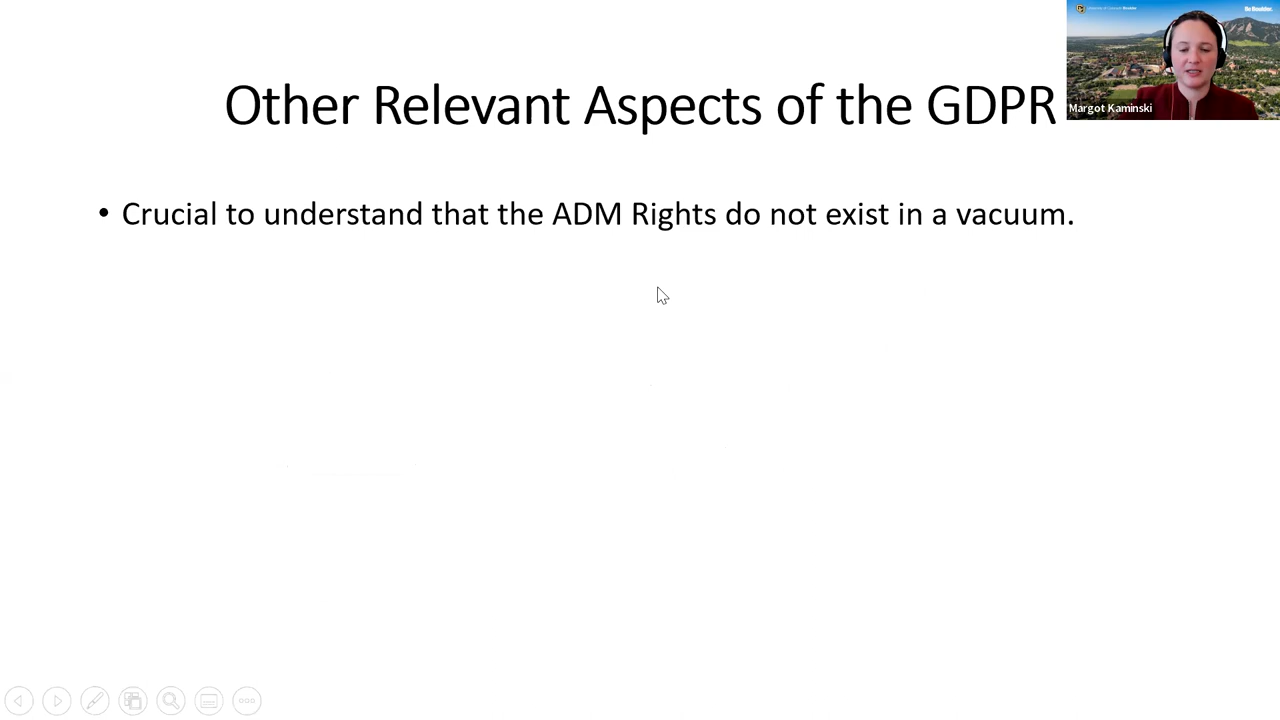 Other Relevant Aspects of the GDPR
Margot Kaminski
• Crucial to understand that the ADM Rights do not exist in a vacuum.